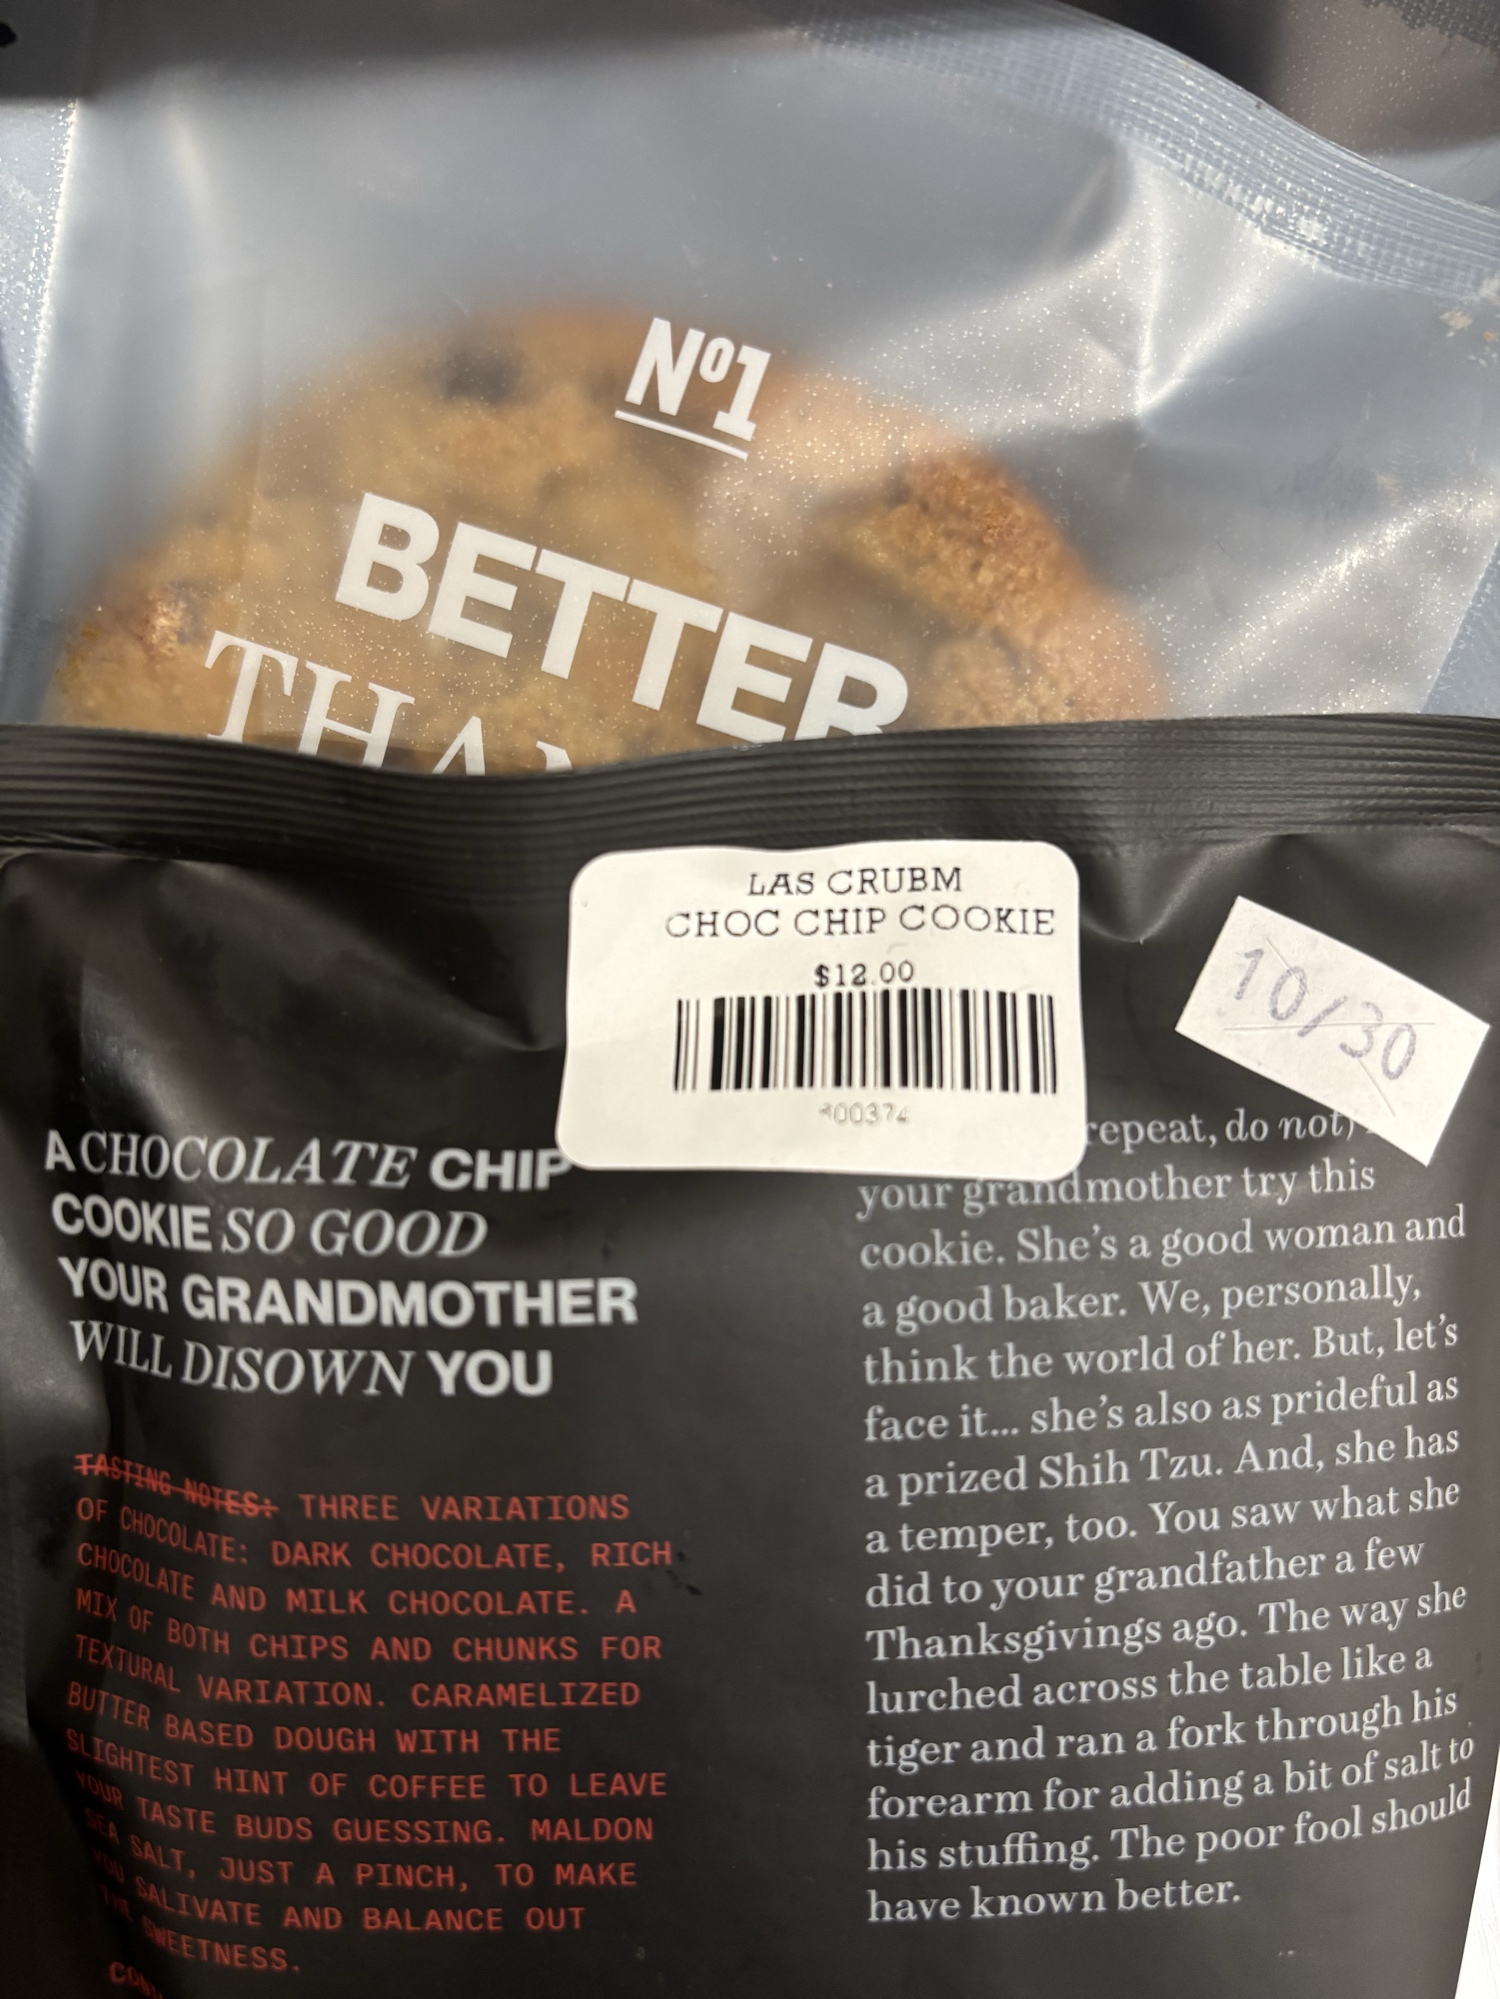 Nº1
BETTER
THAN
LAS CRUBM
CHOC CHIP COOKIE
$12.00
00374
10/30
A CHOCOLATE CHIP
COOKIE SO GOOD
YOUR GRANDMOTHER
WILL DISOWN YOU
TASTING NOTES: THREE VARIATIONS
OF CHOCOLATE: DARK CHOCOLATE, RICH
CHOCOLATE AND MILK CHOCOLATE. A
MIX OF BOTH CHIPS AND CHUNKS FOR
TEXTURAL VARIATION. CARAMELIZED
BUTTER BASED DOUGH WITH THE
SLIGHTEST HINT OF COFFEE TO LEAVE
YOUR TASTE BUDS GUESSING. MALDON
SEA SALT, JUST A PINCH, TO MAKE
YOU SALIVATE AND BALANCE OUT
THE SWEETNESS.
repeat, do not)
your grandmother try this
cookie. She's a good woman and
a good baker. We, personally,
think the world of her. But, let's
face it... she's also as prideful as
a prized Shih Tzu. And, she has
a temper, too. You saw what she
did to your grandfather a few
Thanksgivings ago. The way she
lurched across the table like a
tiger and ran a fork through his
forearm for adding a bit of salt to
his stuffing. The poor fool should
have known better.